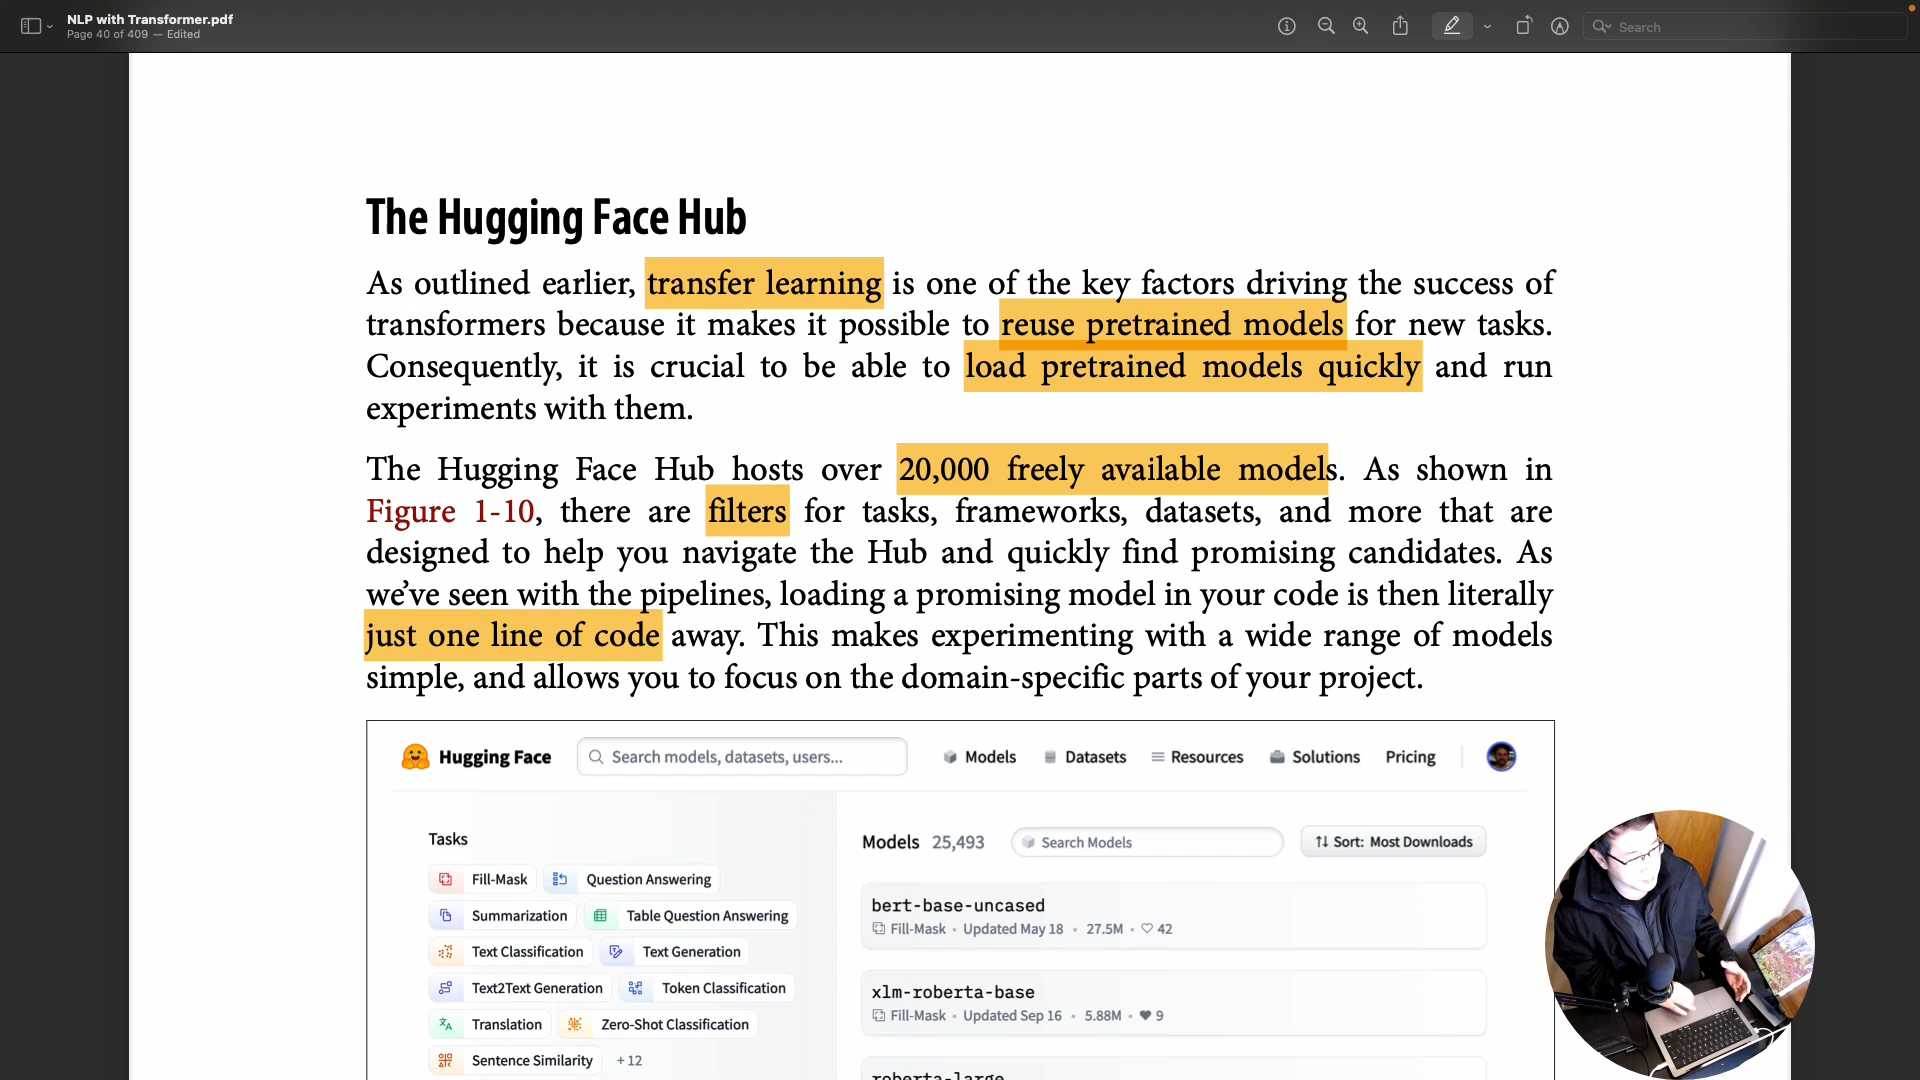 NLP with Transformer.pdf
Page 40 of 409 — Edited
Search
The Hugging Face Hub
As outlined earlier, transfer learning is one of the key factors driving the success of
transformers because it makes it possible to reuse pretrained models for new tasks.
Consequently, it is crucial to be able to load pretrained models quickly and run
experiments with them.
The Hugging Face Hub hosts over 20,000 freely available models. As shown in
Figure 1-10, there are filters for tasks, frameworks, datasets, and more that are
designed to help you navigate the Hub and quickly find promising candidates. As
we’ve seen with the pipelines, loading a promising model in your code is then literally
just one line of code away. This makes experimenting with a wide range of models
simple, and allows you to focus on the domain-specific parts of your project.
Hugging Face Search models, datasets, users... Models Datasets Resources Solutions Pricing
Tasks
Fill-Mask Question Answering
Summarization Table Question Answering
Text Classification Text Generation
Text2Text Generation Token Classification
Translation Zero-Shot Classification
Sentence Similarity +12
Models 25,493 Search Models Sort: Most Downloads
bert-base-uncased
Fill-Mask • Updated May 18 • 27.5M • 42
xlm-roberta-base
Fill-Mask • Updated Sep 16 • 5.88M • 9
roberta-large